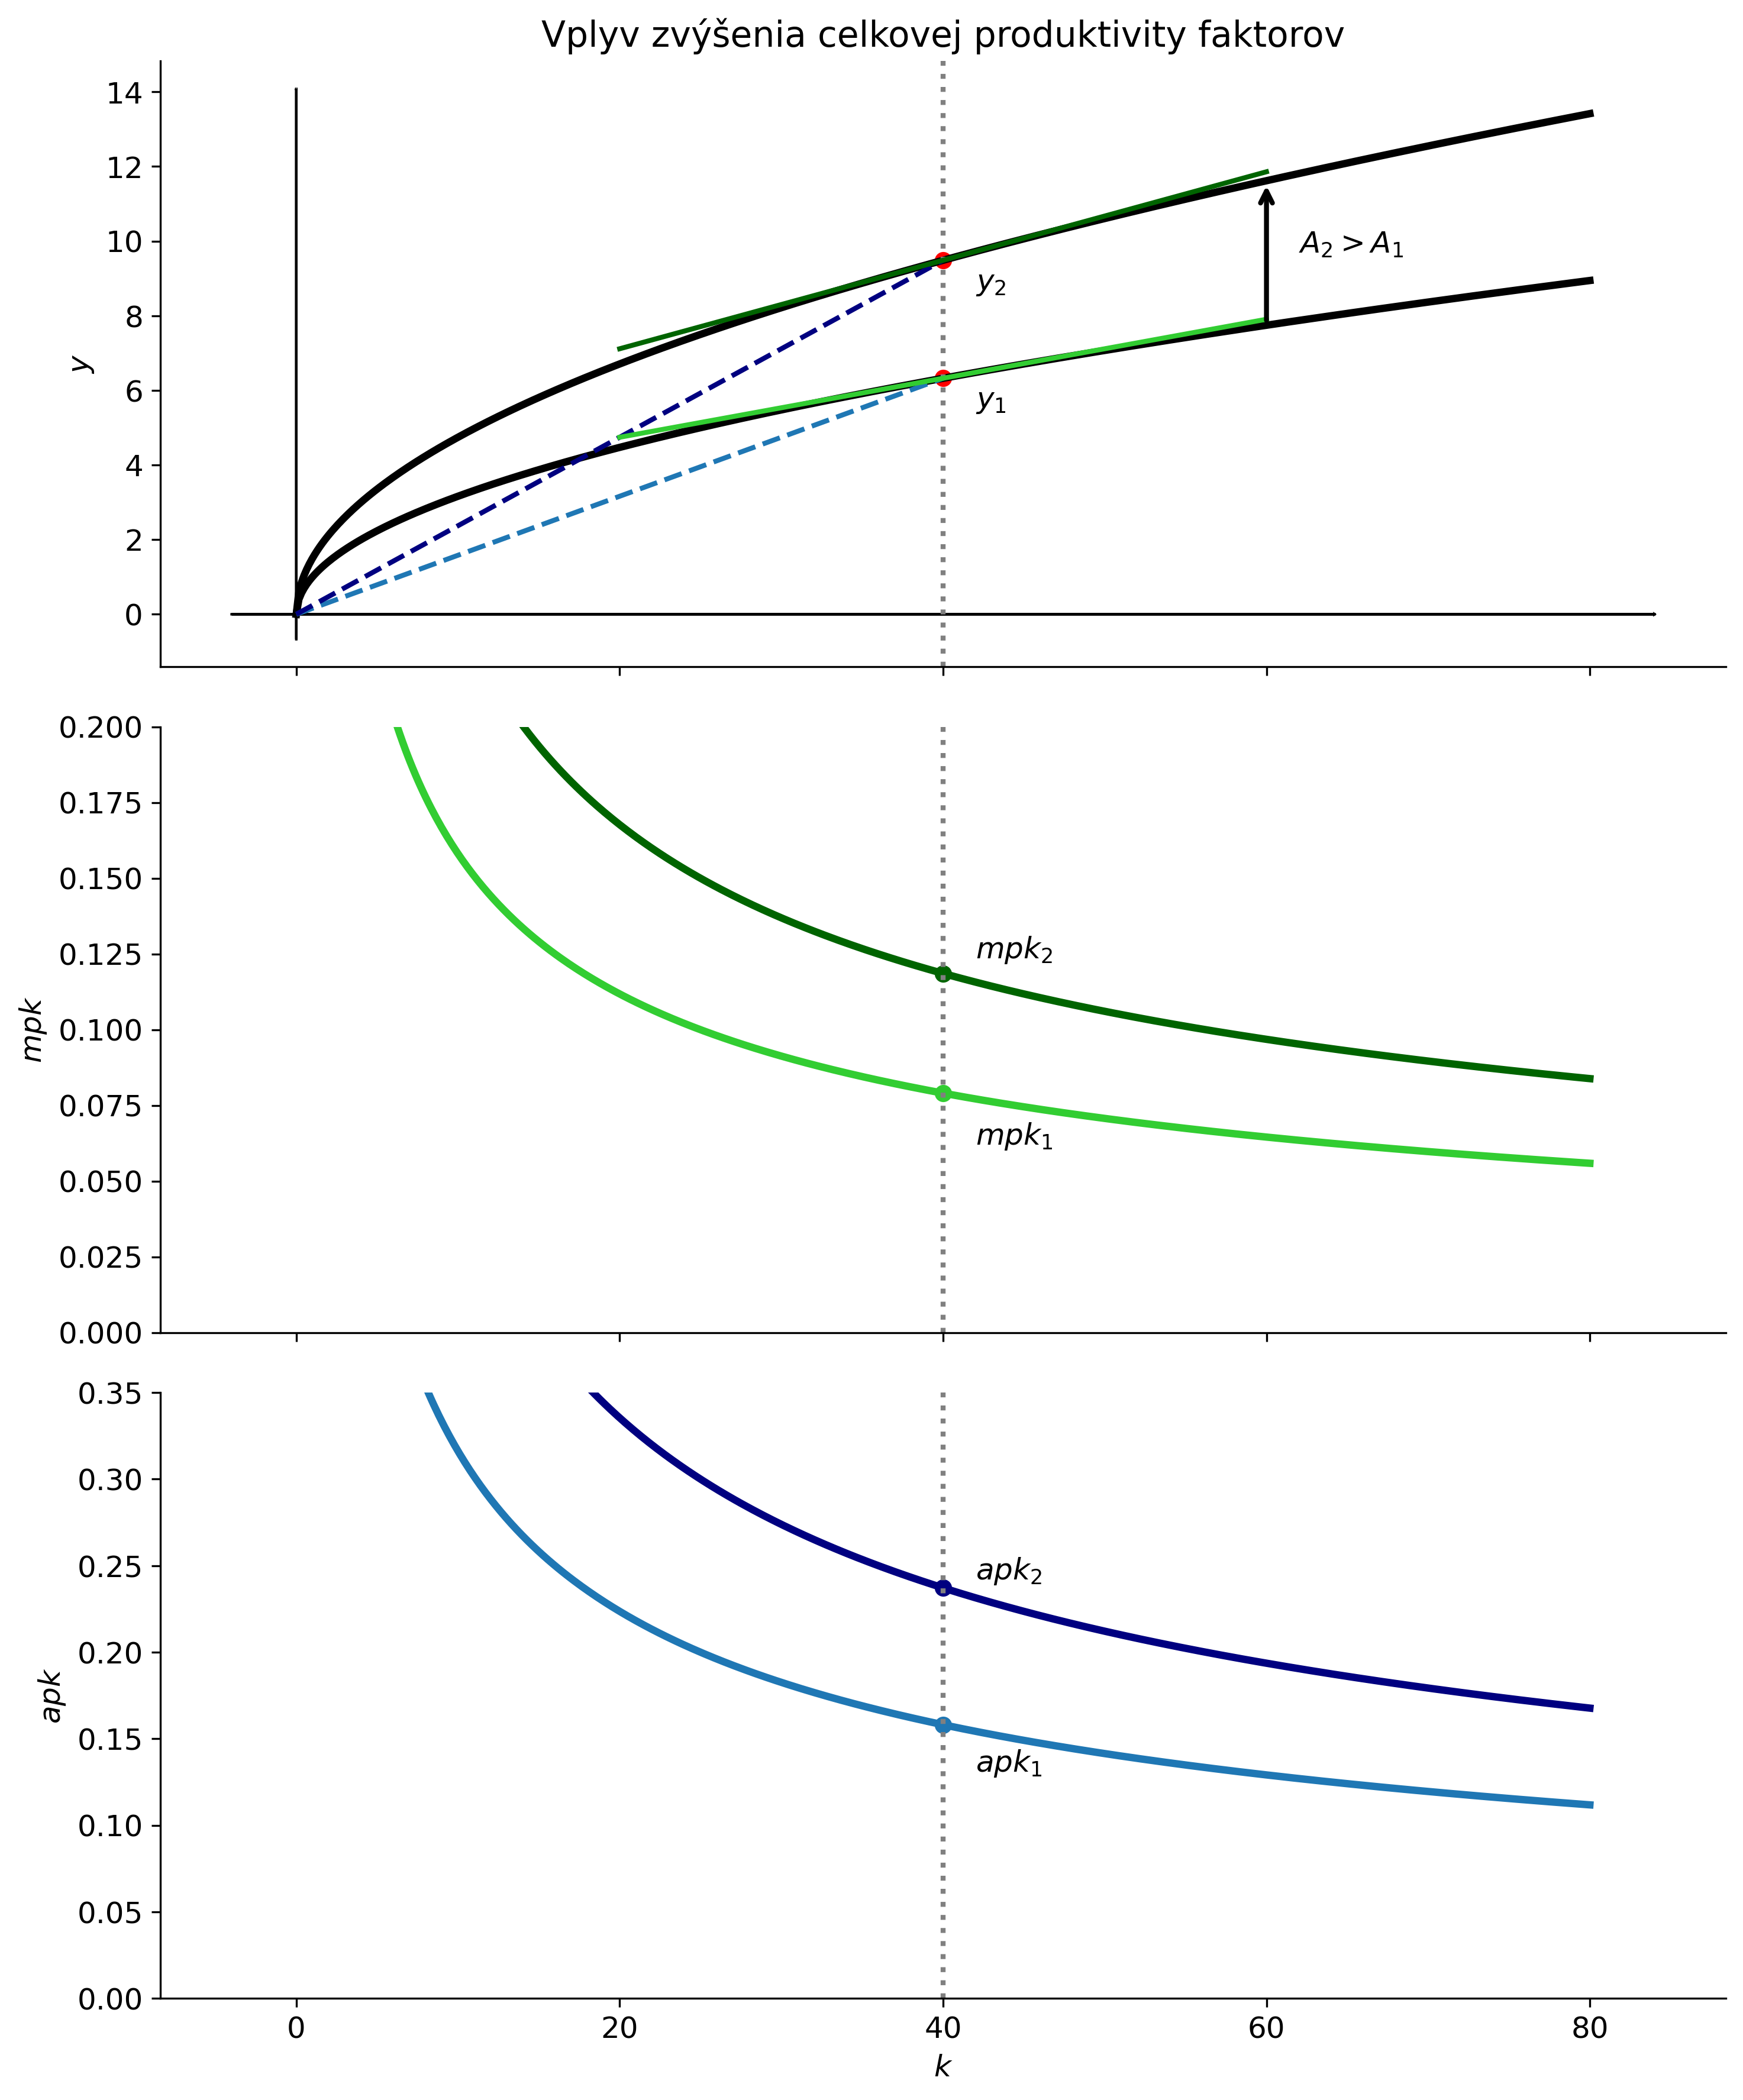 Vplyv zvýšenia celkovej produktivity faktorov
14
12
10
8
6
4
2
0
y
A₂ > A₁
y₂
y₁
0.200
0.175
0.150
0.125
0.100
0.075
0.050
0.025
0.000
mpk
mpk₂
mpk₁
0.35
0.30
0.25
0.20
0.15
0.10
0.05
0.00
apk
apk₂
apk₁
0 20 40 60 80
k